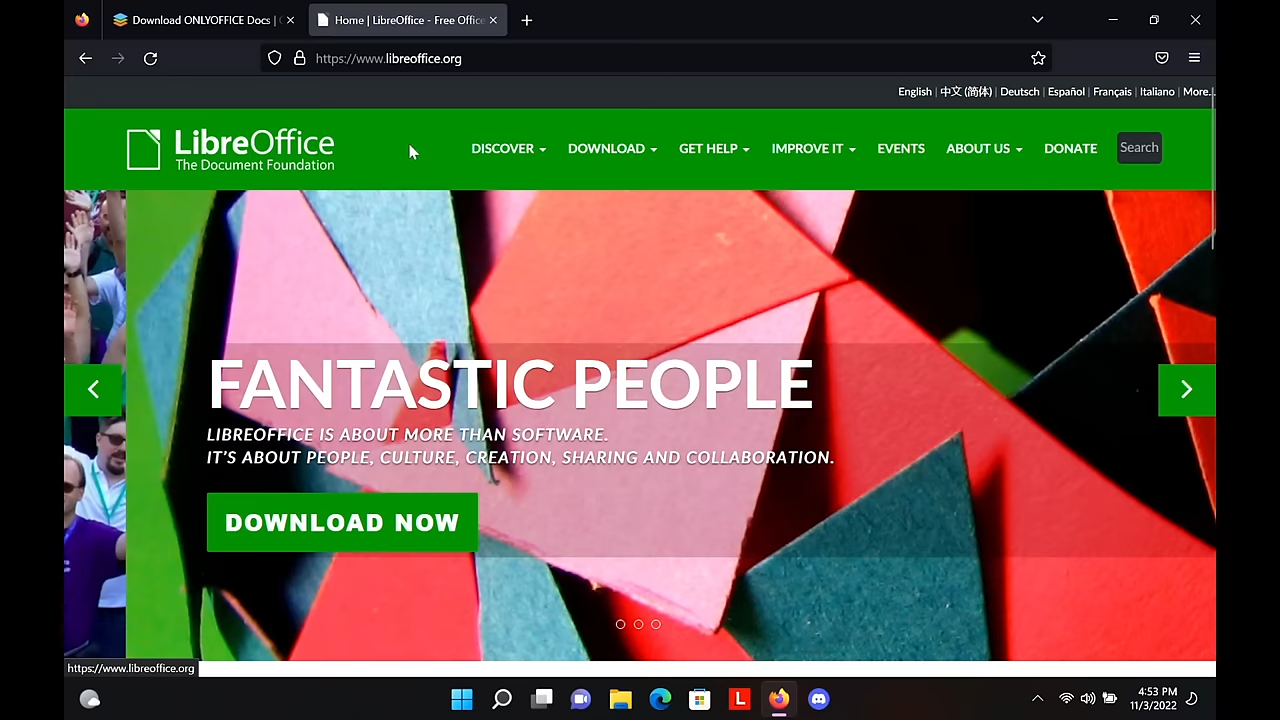 Download ONLYOFFICE Docs |
Home | LibreOffice - Free Office
https://www.libreoffice.org
English | 中文 (简体) | Deutsch | Español | Français | Italiano | More...
LibreOffice
The Document Foundation
DISCOVER
DOWNLOAD
GET HELP
IMPROVE IT
EVENTS
ABOUT US
DONATE
Search
FANTASTIC PEOPLE
LIBREOFFICE IS ABOUT MORE THAN SOFTWARE.
IT'S ABOUT PEOPLE, CULTURE, CREATION, SHARING AND COLLABORATION.
DOWNLOAD NOW
https://www.libreoffice.org
L
4:53 PM
11/3/2022